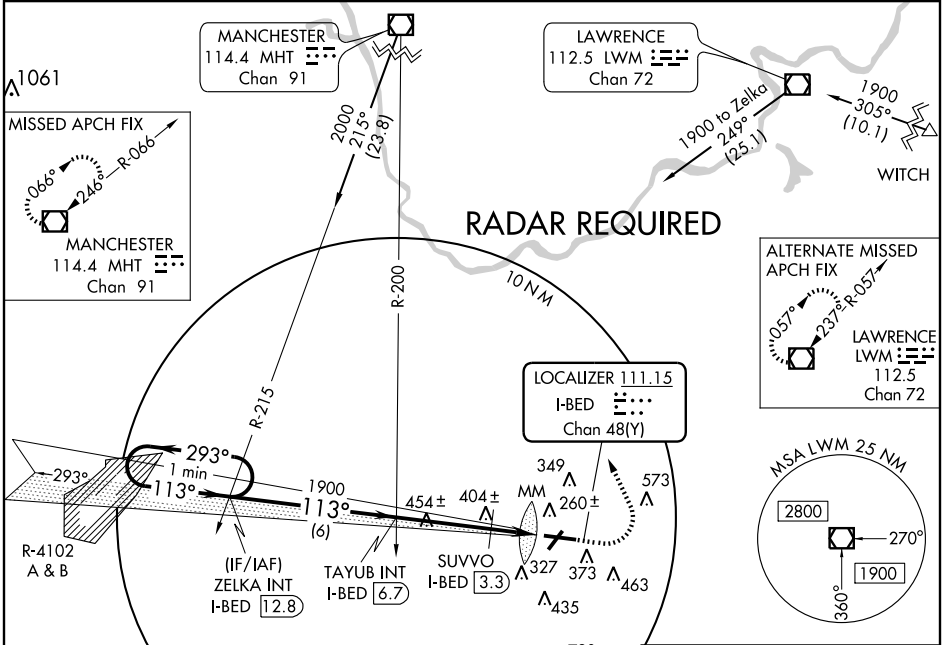 MANCHESTER
114.4 MHT
Chan 91
LAWRENCE
112.5 LWM
Chan 72
1061
2000
215°
(23.8)
1900 to Zelka
249°
(25.1)
1900
305°
(10.1)
WITCH
MISSED APCH FIX
066°
246°
R-066
MANCHESTER
114.4 MHT
Chan 91
RADAR REQUIRED
R-200
10 NM
ALTERNATE MISSED
APCH FIX
057°
237°
R-057
LAWRENCE
LWM
112.5
Chan 72
LOCALIZER 111.15
I-BED
Chan 48(Y)
R-215
293°
293°
1 min
113°
1900
113°
(6)
454±
404±
349
MM
260±
573
327
373
463
435
R-4102
A & B
(IF/IAF)
ZELKA INT
I-BED 12.8
TAYUB INT
I-BED 6.7
SUVVO
I-BED 3.3
MSA LWM 25 NM
2800
270°
1900
360°